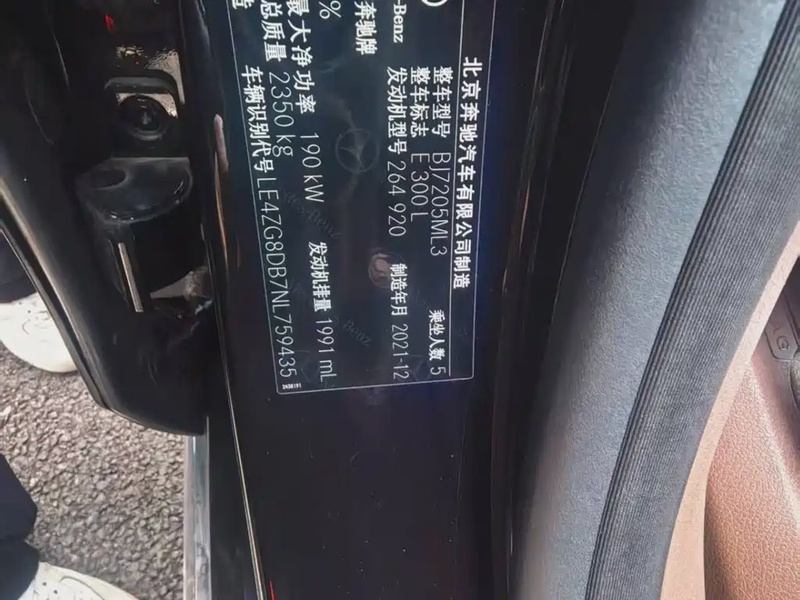 北京奔驰汽车有限公司制造
整车型号 BJ7205ML3 乘坐人数 5
整车标志 E 300 L
发动机型号 264 920 制造年月 2021-12
-Benz
奔驰牌
%
最大净功率 190 kW 发动机排量 1991 mL
总质量 2350 kg
车辆识别代号 LE4ZG8DB7NL759435